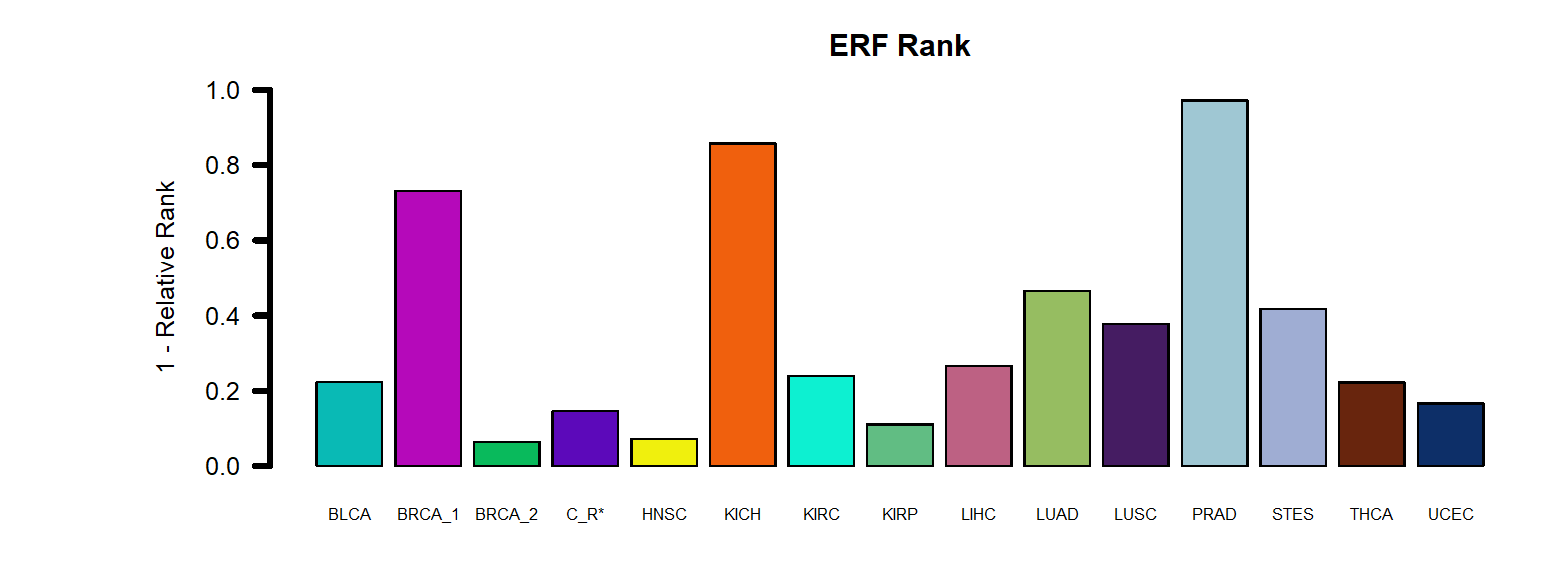 ERF Rank
1 - Relative Rank
1.0
0.8
0.6
0.4
0.2
0.0
BLCA BRCA_1 BRCA_2 C_R* HNSC KICH KIRC KIRP LIHC LUAD LUSC PRAD STES THCA UCEC